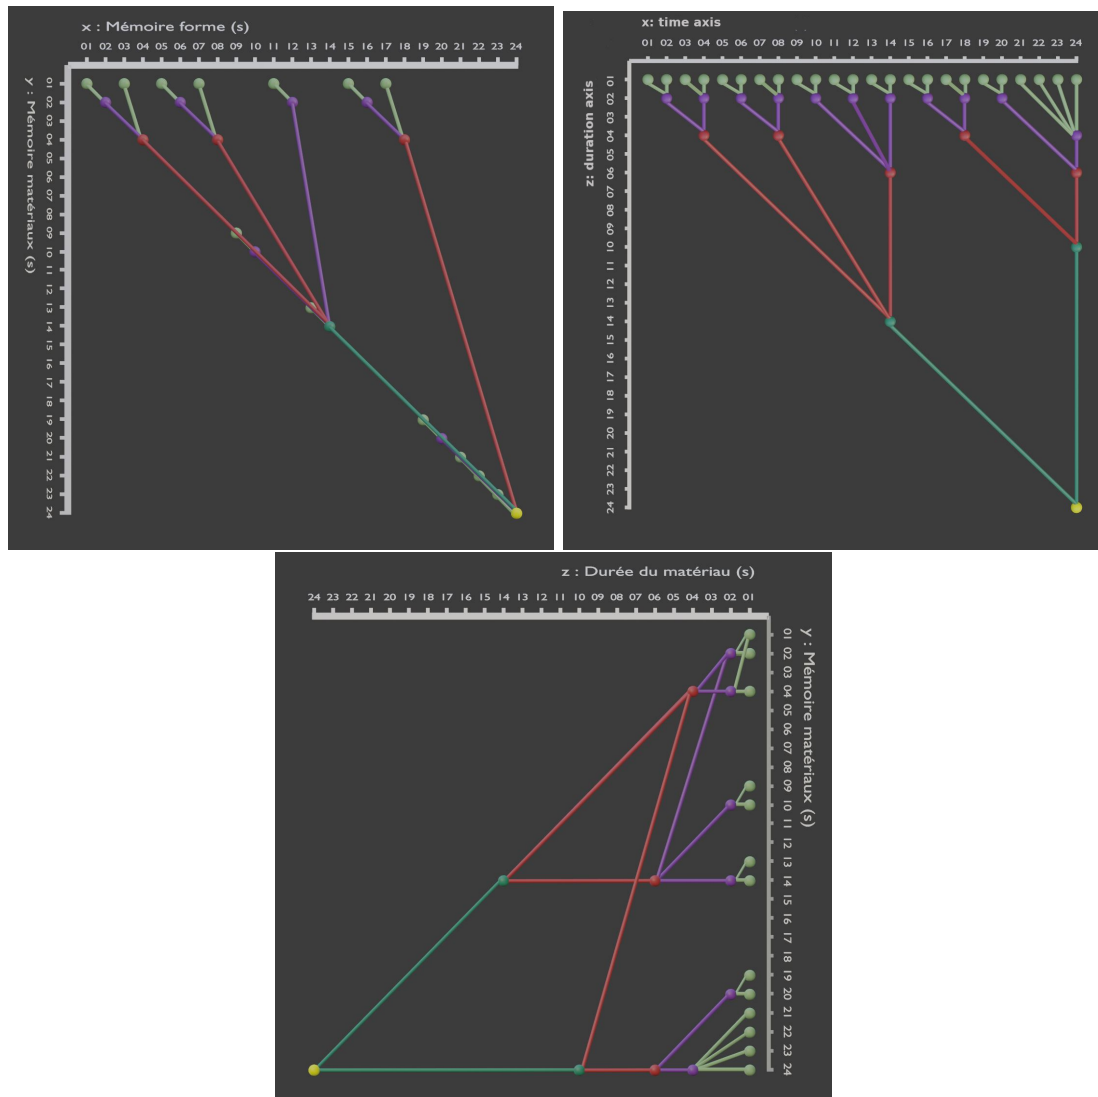 x : Mémoire forme (s)
01 02 03 04 05 06 07 08 09 10 11 12 13 14 15 16 17 18 19 20 21 22 23 24
y : Mémoire matériaux (s)
01 02 03 04 05 06 07 08 09 10 11 12 13 14 15 16 17 18 19 20 21 22 23 24
x: time axis
01 02 03 04 05 06 07 08 09 10 11 12 13 14 15 16 17 18 19 20 21 22 23 24
z: duration axis
01 02 03 04 05 06 07 08 09 10 11 12 13 14 15 16 17 18 19 20 21 22 23 24
z : Durée du matériau (s)
24 23 22 21 20 19 18 17 16 15 14 13 12 11 10 09 08 07 06 05 04 03 02 01
y : Mémoire matériaux (s)
01 02 03 04 05 06 07 08 09 10 11 12 13 14 15 16 17 18 19 20 21 22 23 24